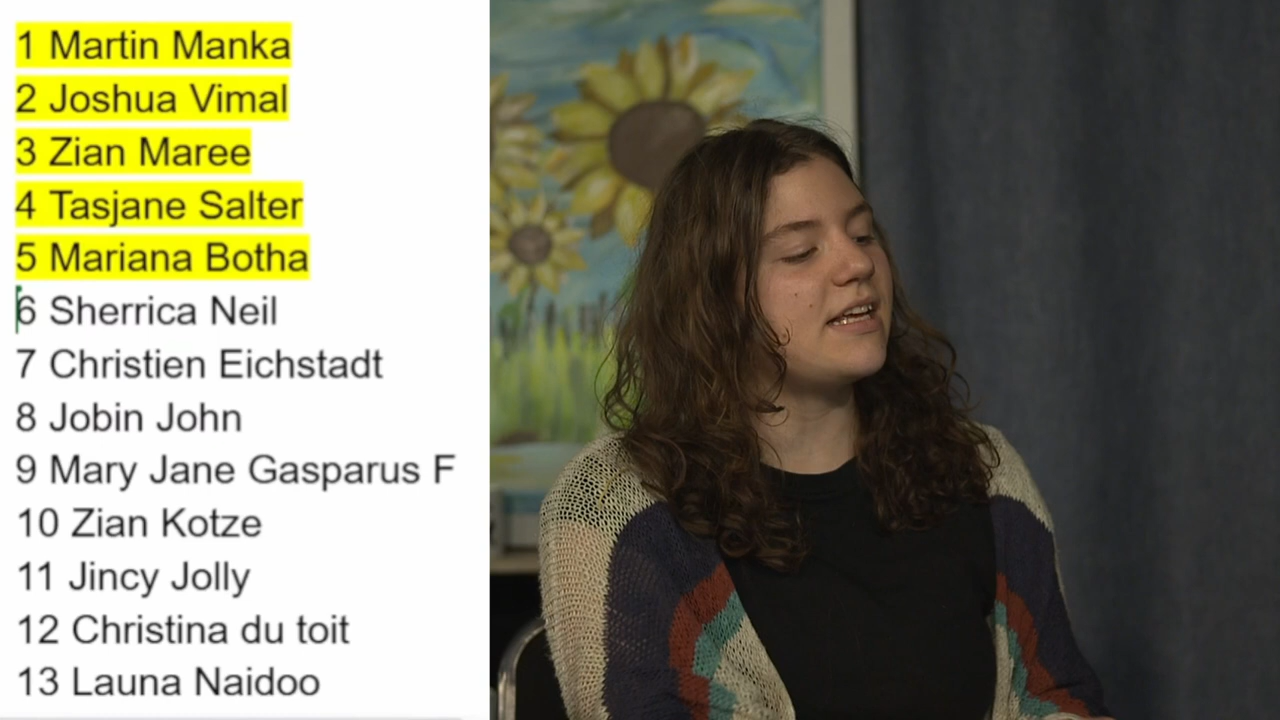 1 Martin Manka
2 Joshua Vimal
3 Zian Maree
4 Tasjane Salter
5 Mariana Botha
6 Sherrica Neil
7 Christien Eichstadt
8 Jobin John
9 Mary Jane Gasparus F
10 Zian Kotze
11 Jincy Jolly
12 Christina du toit
13 Launa Naidoo